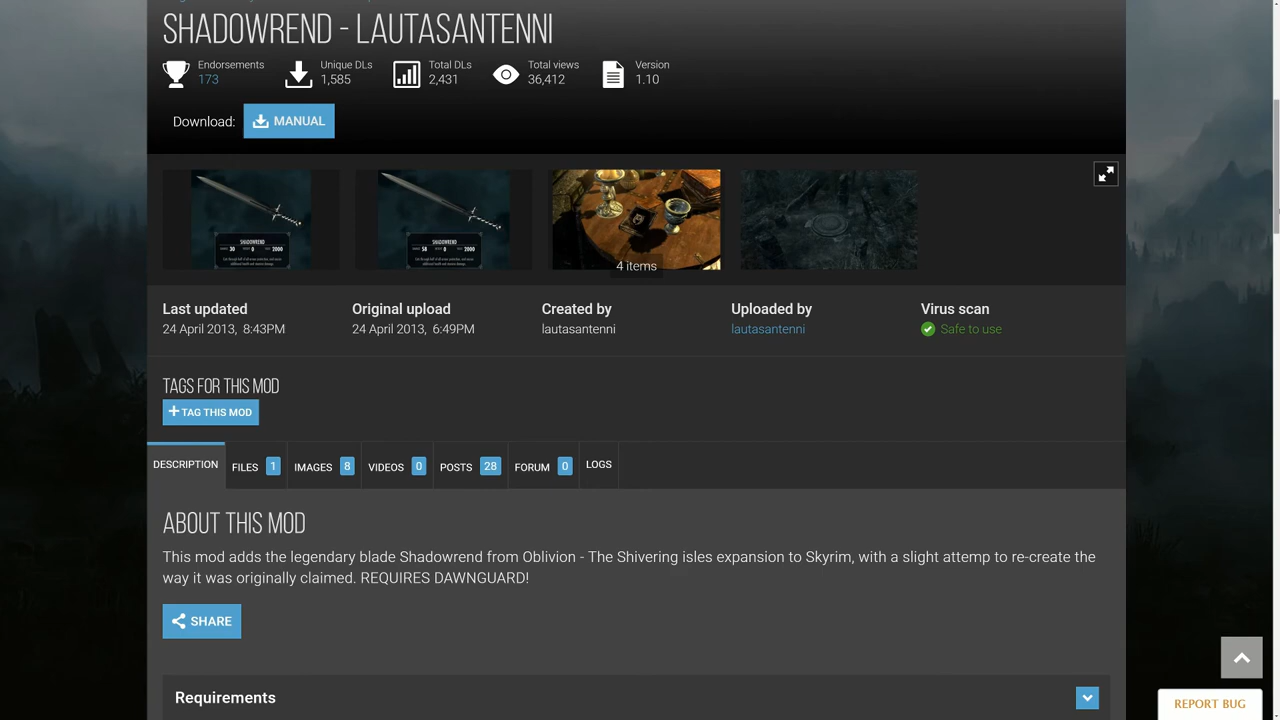 SHADOWREND - LAUTASANTENNI
Endorsements
173
Unique DLs
1,585
Total DLs
2,431
Total views
36,412
Version
1.10
Download:
MANUAL
SHADOWREND
SHADOWREND
4 items
Last updated
24 April 2013, 8:43PM
Original upload
24 April 2013, 6:49PM
Created by
lautasantenni
Uploaded by
lautasantenni
Virus scan
Safe to use
TAGS FOR THIS MOD
+ TAG THIS MOD
DESCRIPTION
FILES 1
IMAGES 8
VIDEOS 0
POSTS 28
FORUM 0
LOGS
ABOUT THIS MOD
This mod adds the legendary blade Shadowrend from Oblivion - The Shivering isles expansion to Skyrim, with a slight attemp to re-create the
way it was originally claimed. REQUIRES DAWNGUARD!
SHARE
Requirements
REPORT BUG